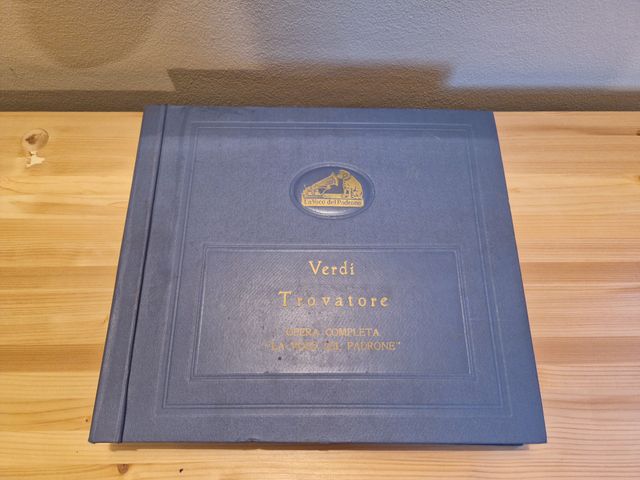 La Voce del Padrone
Verdi
Trovatore
OPERA COMPLETA
"LA VOCE DEL PADRONE"